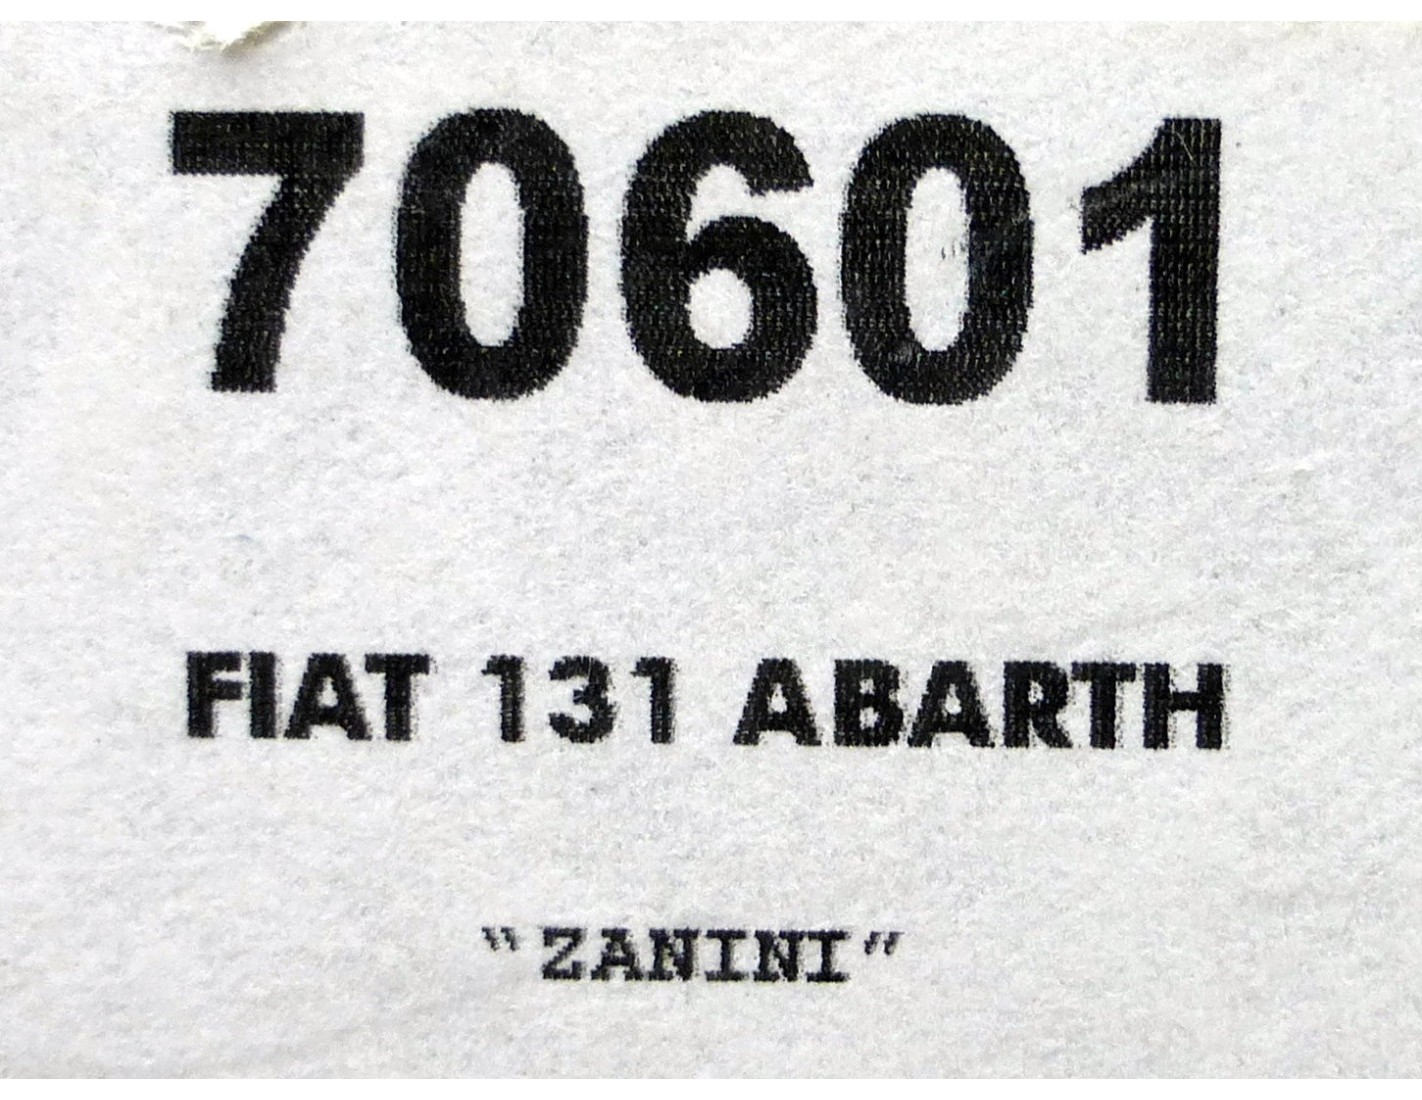 70601
FIAT 131 ABARTH
“ZANINI”